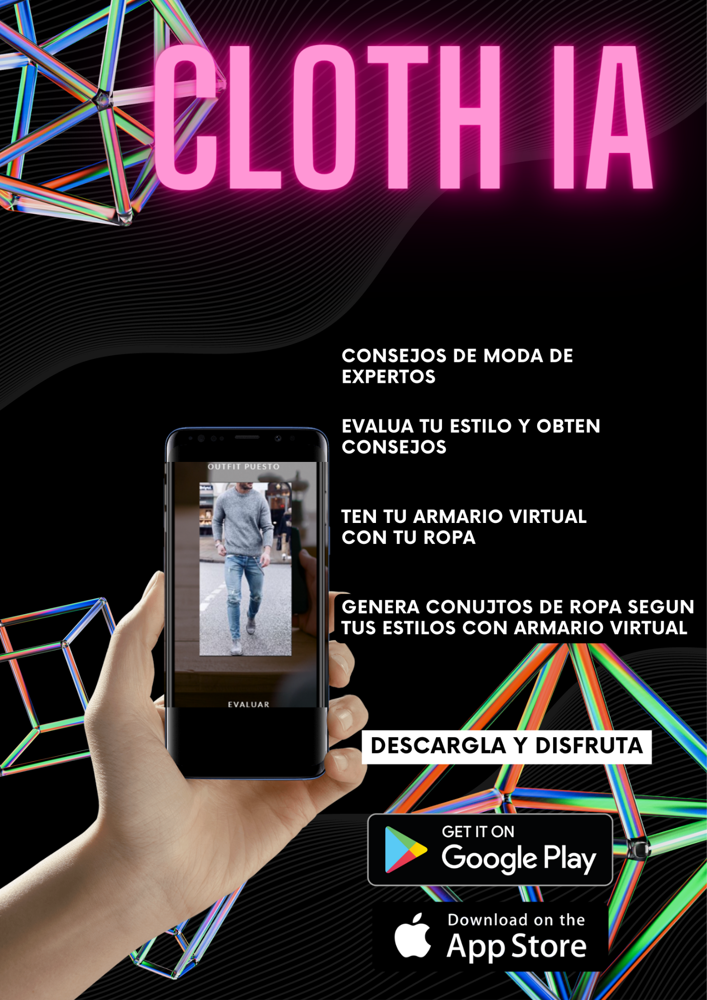 CLOTH IA
CONSEJOS DE MODA DE
EXPERTOS
EVALUA TU ESTILO Y OBTEN
CONSEJOS
OUTFIT PUESTO
TEN TU ARMARIO VIRTUAL
CON TU ROPA
GENERA CONUJTOS DE ROPA SEGUN
TUS ESTILOS CON ARMARIO VIRTUAL
EVALUAR
DESCARGLA Y DISFRUTA
GET IT ON
Google Play
Download on the
App Store